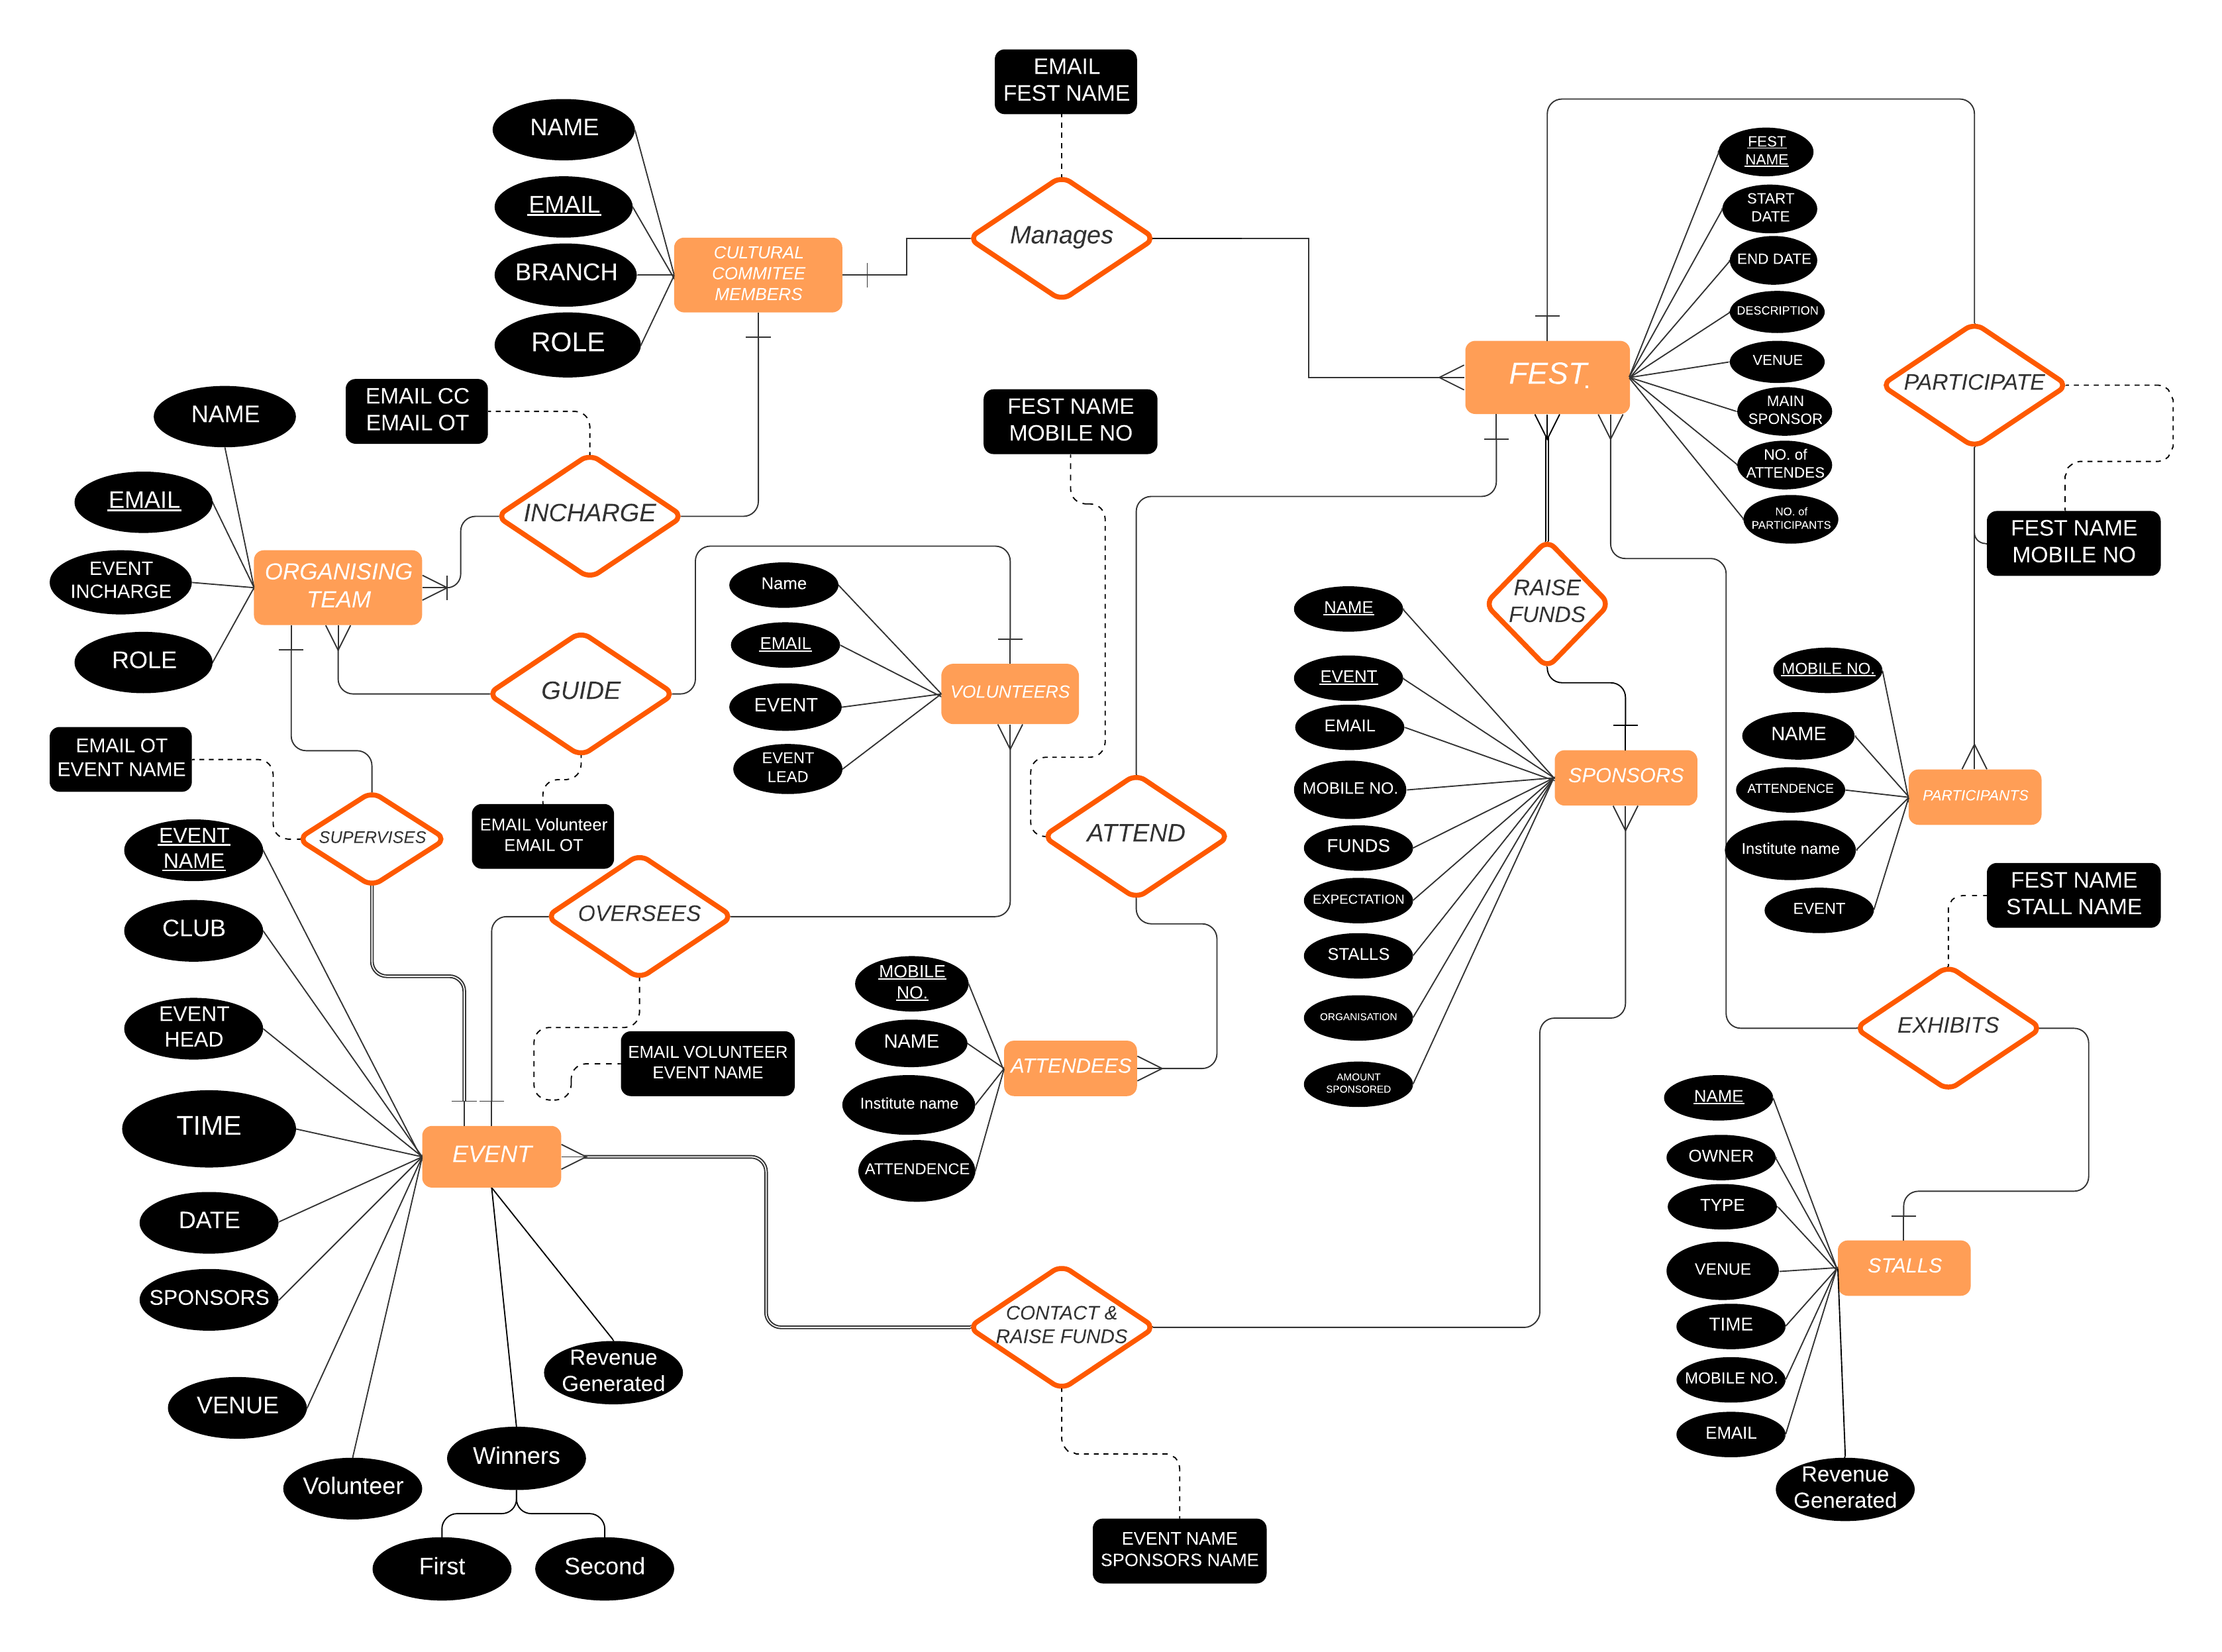 EMAIL
FEST NAME
NAME
EMAIL
BRANCH
ROLE
CULTURAL
COMMITEE
MEMBERS
Manages
FEST
NAME
START
DATE
END DATE
DESCRIPTION
VENUE
MAIN
SPONSOR
NO. of
ATTENDES
NO. of
PARTICIPANTS
FEST.
PARTICIPATE
FEST NAME
MOBILE NO
EMAIL CC
EMAIL OT
INCHARGE
FEST NAME
MOBILE NO
NAME
EMAIL
EVENT
INCHARGE
ROLE
ORGANISING
TEAM
GUIDE
Name
EMAIL
EVENT
EVENT
LEAD
VOLUNTEERS
RAISE
FUNDS
NAME
EVENT
EMAIL
MOBILE NO.
FUNDS
EXPECTATION
STALLS
ORGANISATION
AMOUNT
SPONSORED
SPONSORS
MOBILE NO.
NAME
ATTENDENCE
Institute name
EVENT
PARTICIPANTS
EMAIL OT
EVENT NAME
SUPERVISES
EMAIL Volunteer
EMAIL OT
OVERSEES
ATTEND
FEST NAME
STALL NAME
EXHIBITS
EVENT
NAME
CLUB
EVENT
HEAD
TIME
DATE
SPONSORS
VENUE
Volunteer
EVENT
EMAIL VOLUNTEER
EVENT NAME
MOBILE
NO.
NAME
Institute name
ATTENDENCE
ATTENDEES
NAME
OWNER
TYPE
VENUE
TIME
MOBILE NO.
EMAIL
Revenue
Generated
STALLS
CONTACT &
RAISE FUNDS
Revenue
Generated
Winners
First
Second
EVENT NAME
SPONSORS NAME